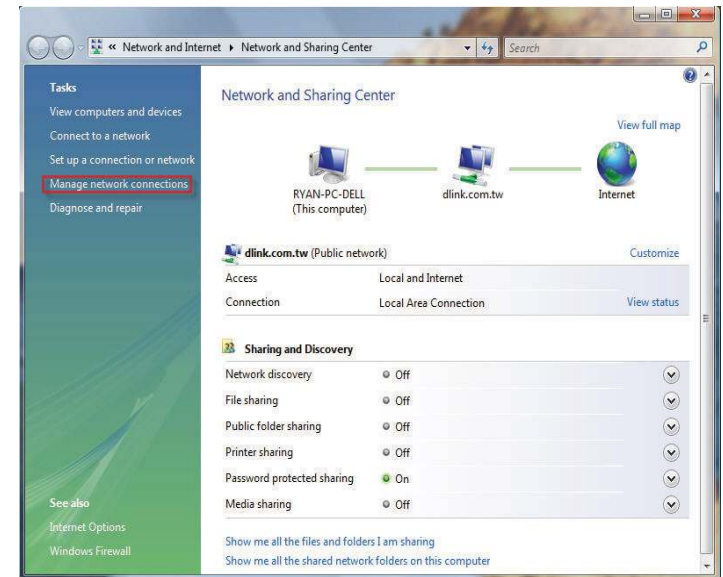 « Network and Internet ▸ Network and Sharing Center
Search
Tasks
View computers and devices
Connect to a network
Set up a connection or network
Manage network connections
Diagnose and repair
See also
Internet Options
Windows Firewall
Network and Sharing Center
View full map
RYAN-PC-DELL
(This computer)
dlink.com.tw
Internet
dlink.com.tw (Public network) Customize
Access Local and Internet
Connection Local Area Connection View status
Sharing and Discovery
Network discovery Off
File sharing Off
Public folder sharing Off
Printer sharing Off
Password protected sharing On
Media sharing Off
Show me all the files and folders I am sharing
Show me all the shared network folders on this computer